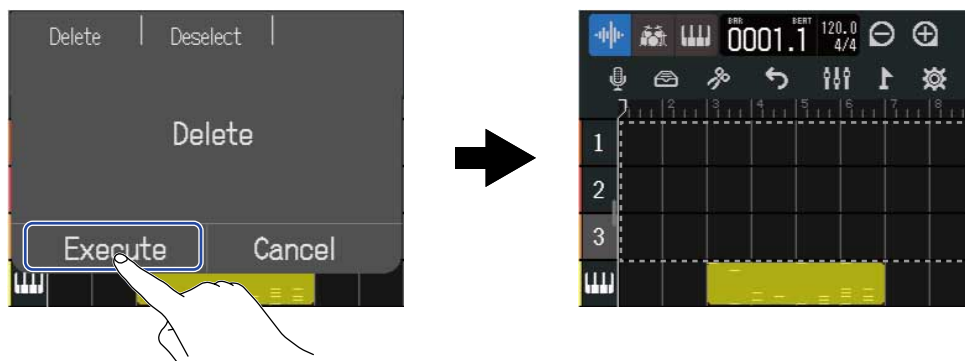 Delete | Deselect |
Delete
Execute Cancel
BAR BEAT
0001.1 120.0
4/4
2 3 4 5 6 7 8
1
2
3